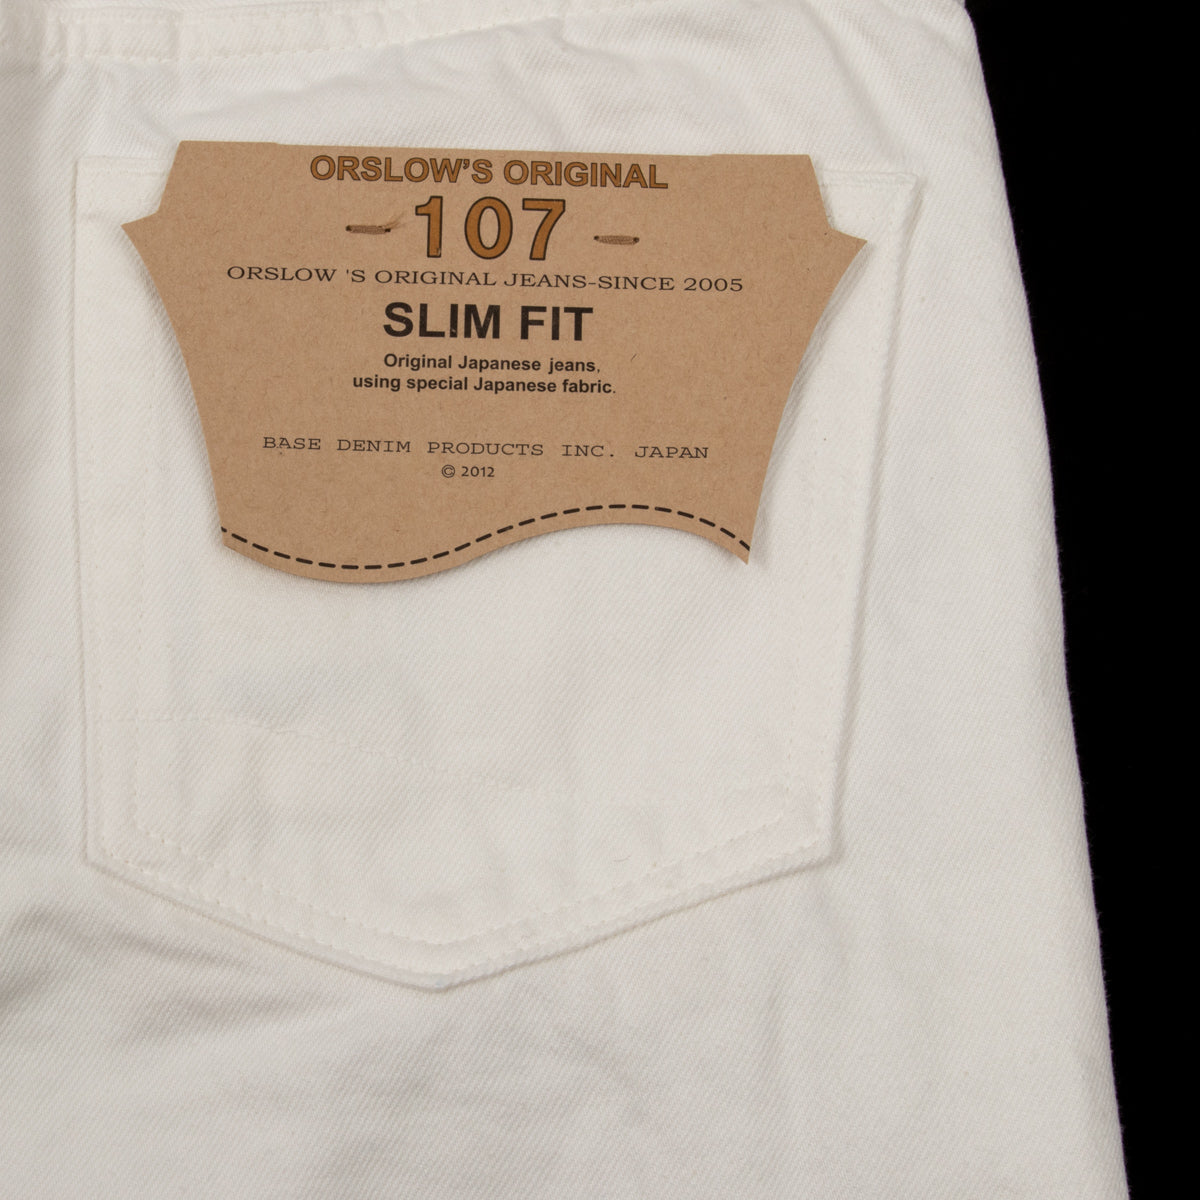 ORSLOW'S ORIGINAL
107
ORSLOW 'S ORIGINAL JEANS-SINCE 2005
SLIM FIT
Original Japanese jeans,
using special Japanese fabric.
BASE DENIM PRODUCTS INC. JAPAN
© 2012